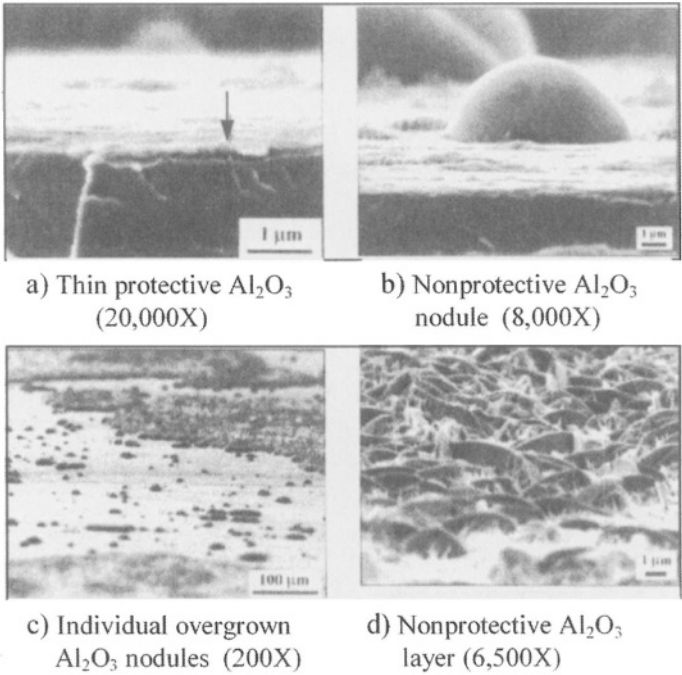 1 μm
1 μm
a) Thin protective Al₂O₃
(20,000X)
b) Nonprotective Al₂O₃
nodule (8,000X)
100 μm
1 μm
c) Individual overgrown
Al₂O₃ nodules (200X)
d) Nonprotective Al₂O₃
layer (6,500X)